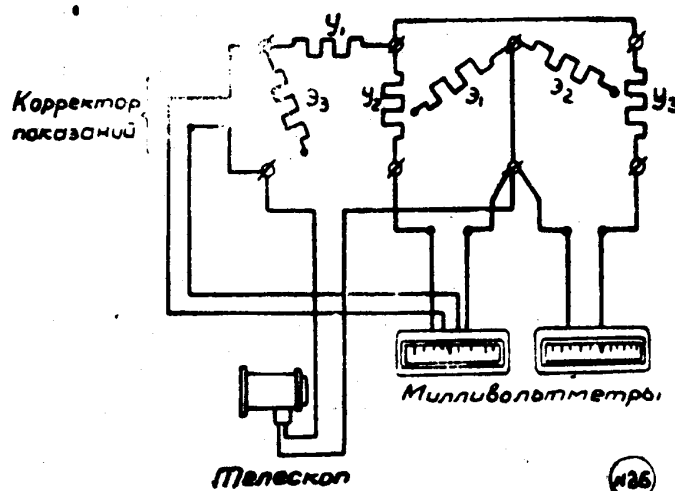 У₁
Корректор
показаний
Э₃
У₂
Э₁
Э₂
У₃
Милливольтметры
Телескоп